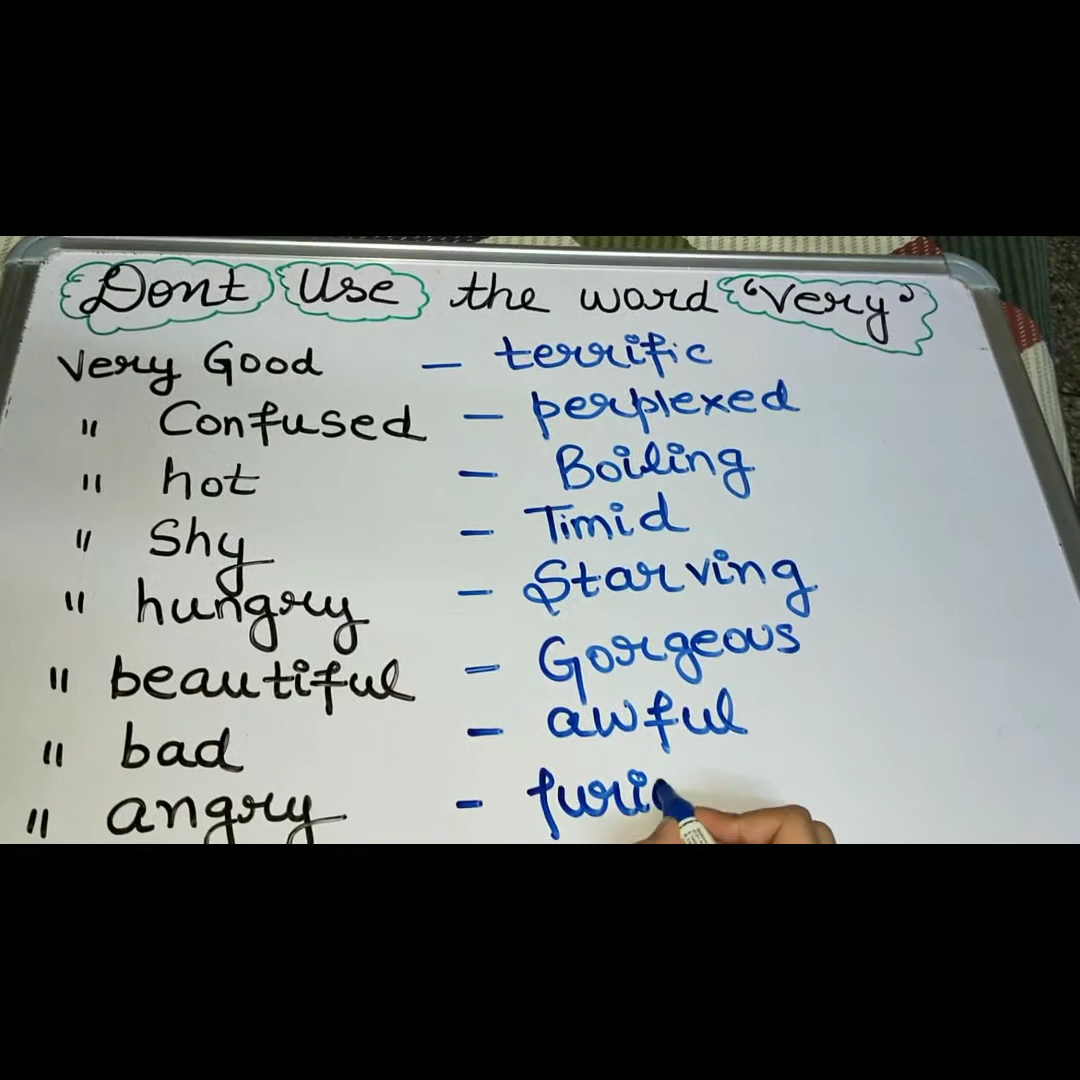 Dont Use the word "Very"
Very Good - terrific
" Confused - perplexed
" hot - Boiling
" Shy - Timid
" hungry - Starving
" beautiful - Gorgeous
" bad - awful
" angry - furio